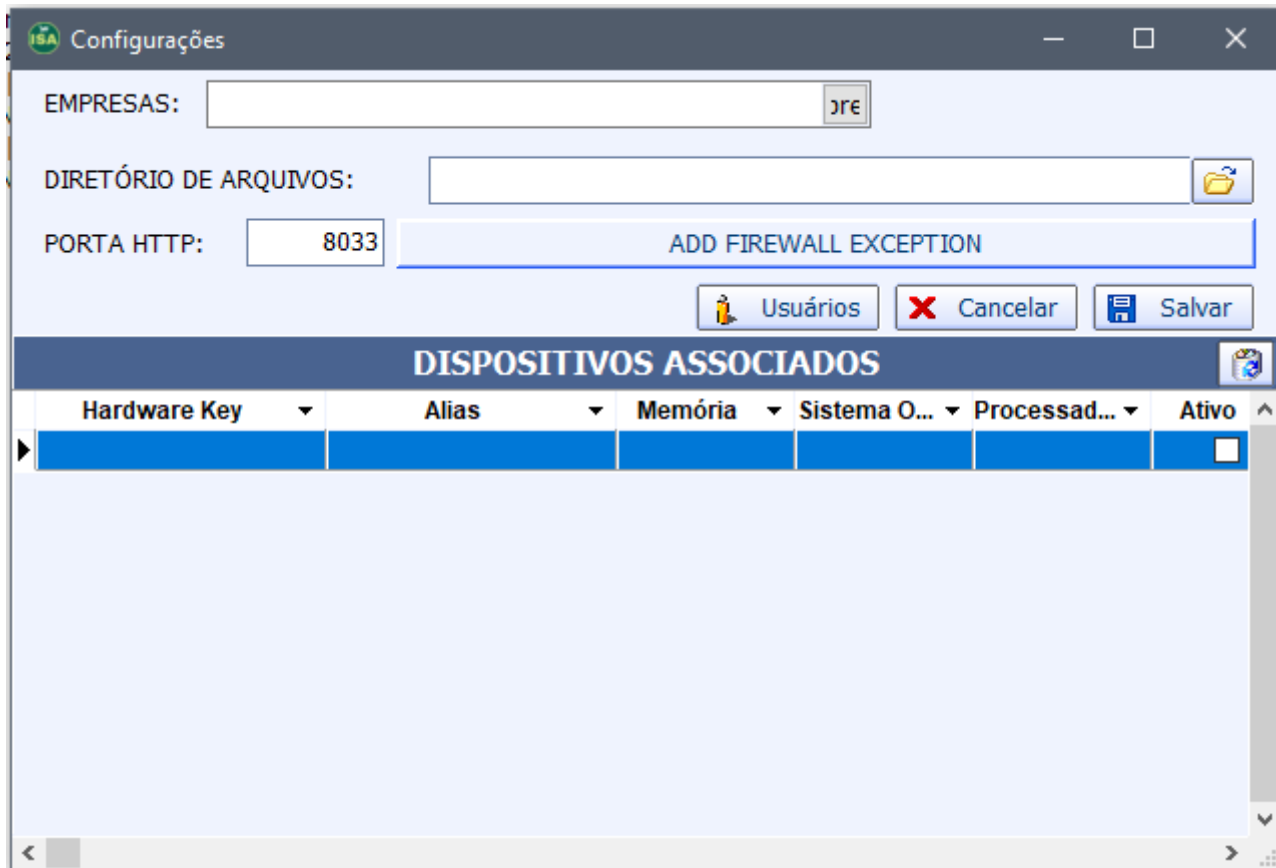 ISA Configurações
EMPRESAS:
DIRETÓRIO DE ARQUIVOS:
PORTA HTTP: 8033 ADD FIREWALL EXCEPTION
Usuários Cancelar Salvar
DISPOSITIVOS ASSOCIADOS
Hardware Key Alias Memória Sistema O... Processad... Ativo